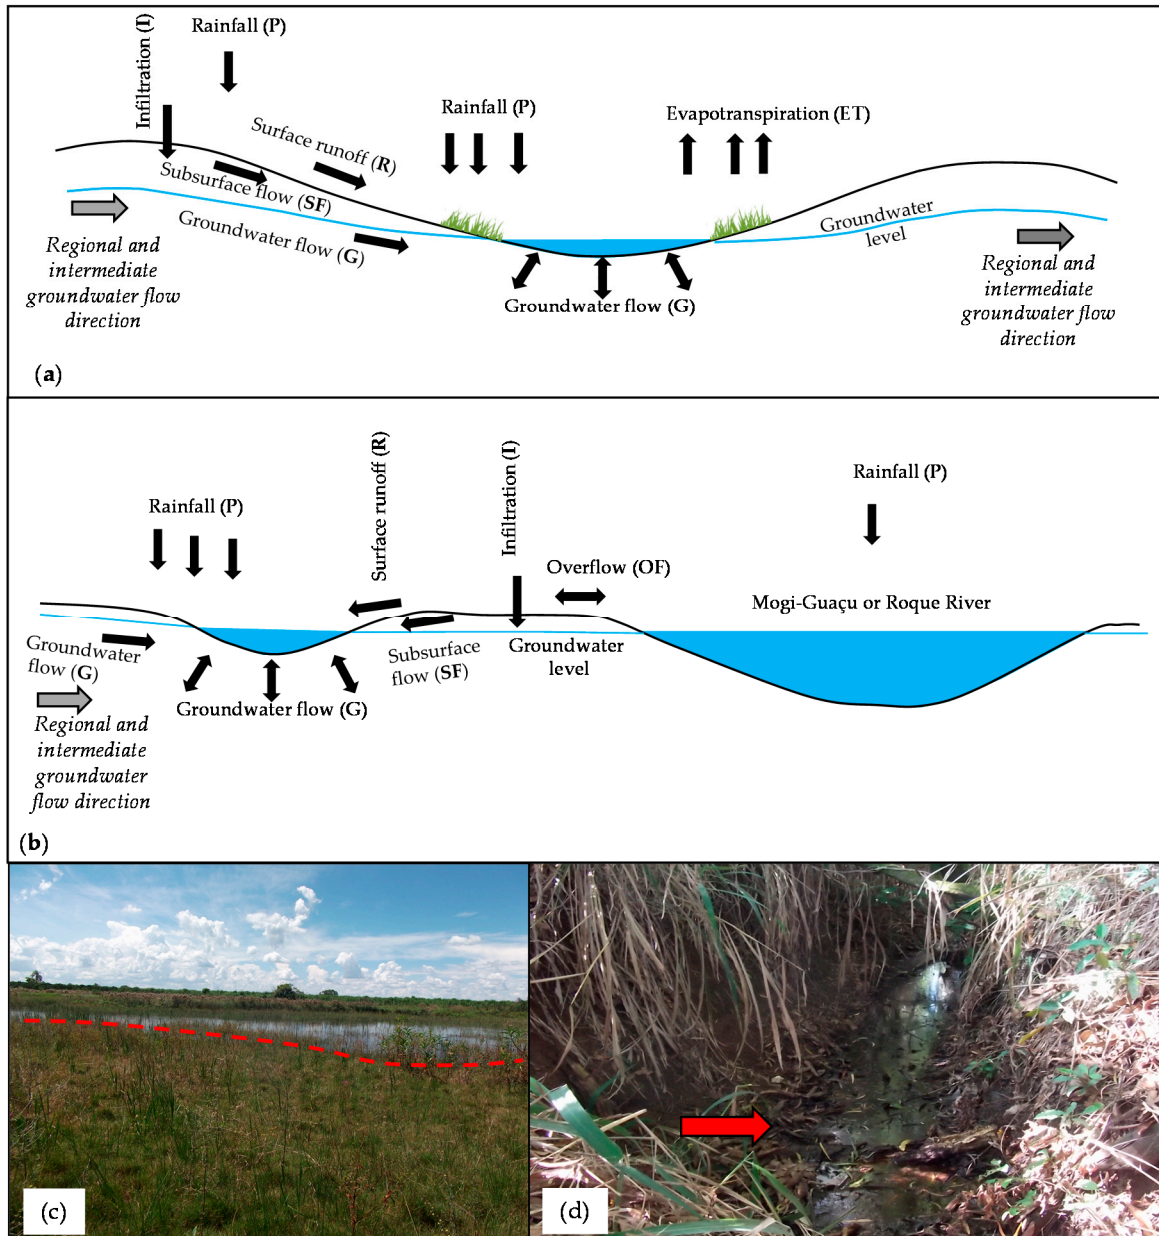 Infiltration (I)
Rainfall (P)
Surface runoff (R)
Subsurface flow (SF)
Groundwater flow (G)
Regional and
intermediate
groundwater flow
direction
Rainfall (P)
Evapotranspiration (ET)
Groundwater
level
Groundwater flow (G)
Regional and
intermediate
groundwater flow
direction
(a)
Rainfall (P)
Surface runoff (R)
Infiltration (I)
Overflow (OF)
Rainfall (P)
Mogi-Guaçu or Roque River
Groundwater
flow (G)
Subsurface
flow (SF)
Groundwater
level
Groundwater flow (G)
Regional and
intermediate
groundwater
flow direction
(b)
(c)
(d)